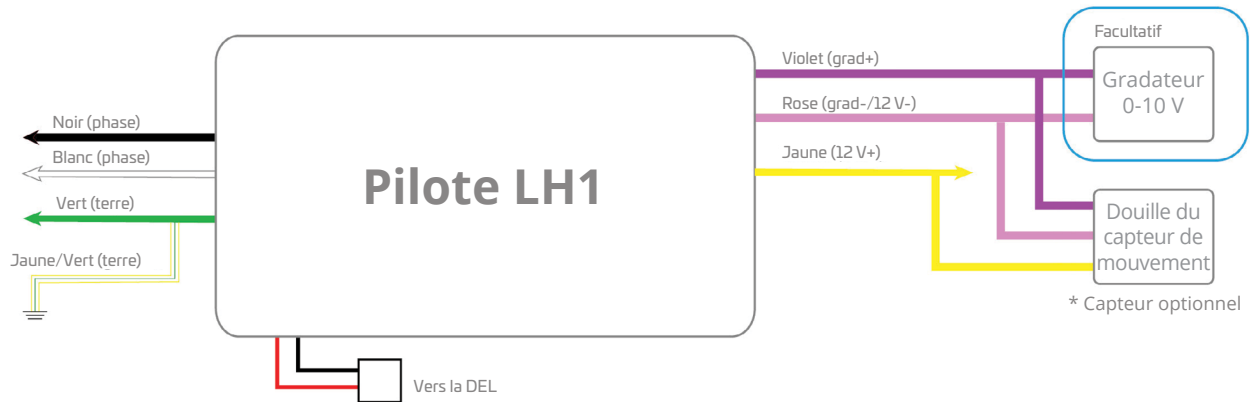 Facultatif
Violet (grad+)
Gradateur
0-10 V
Rose (grad-/12 V-)
Noir (phase)
Blanc (phase)
Jaune (12 V+)
Pilote LH1
Vert (terre)
Douille du
capteur de
mouvement
Jaune/Vert (terre)
* Capteur optionnel
Vers la DEL